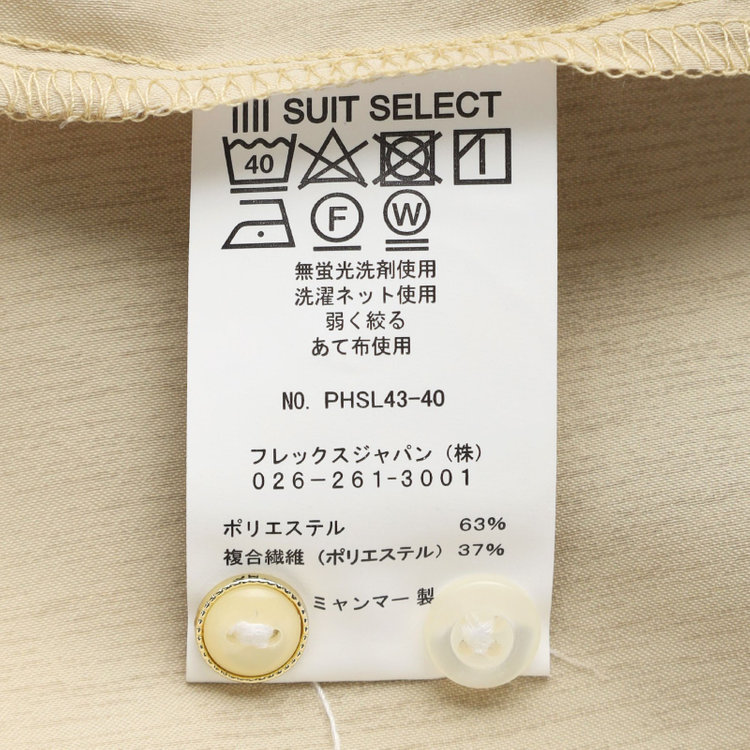 SUIT SELECT
40
F W
無蛍光洗剤使用
洗濯ネット使用
弱く絞る
あて布使用
NO. PHSL43-40
フレックスジャパン（株）
026-261-3001
ポリエステル 63%
複合繊維（ポリエステル）37%
ミャンマー製